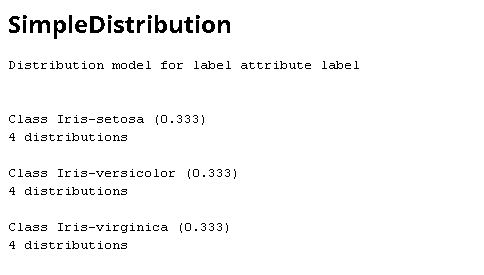 SimpleDistribution
Distribution model for label attribute label
Class Iris-setosa (0.333)
4 distributions
Class Iris-versicolor (0.333)
4 distributions
Class Iris-virginica (0.333)
4 distributions